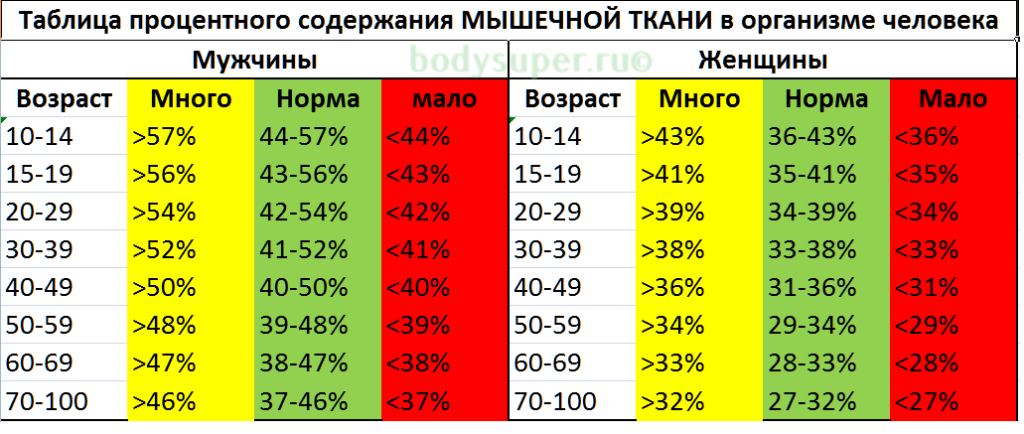 Таблица процентного содержания МЫШЕЧНОЙ ТКАНИ в организме человека
Мужчины bodysuper.ru© Женщины
Возраст Много Норма мало Возраст Много Норма Мало
10-14 >57% 44-57% <44% 10-14 >43% 36-43% <36%
15-19 >56% 43-56% <43% 15-19 >41% 35-41% <35%
20-29 >54% 42-54% <42% 20-29 >39% 34-39% <34%
30-39 >52% 41-52% <41% 30-39 >38% 33-38% <33%
40-49 >50% 40-50% <40% 40-49 >36% 31-36% <31%
50-59 >48% 39-48% <39% 50-59 >34% 29-34% <29%
60-69 >47% 38-47% <38% 60-69 >33% 28-33% <28%
70-100 >46% 37-46% <37% 70-100 >32% 27-32% <27%